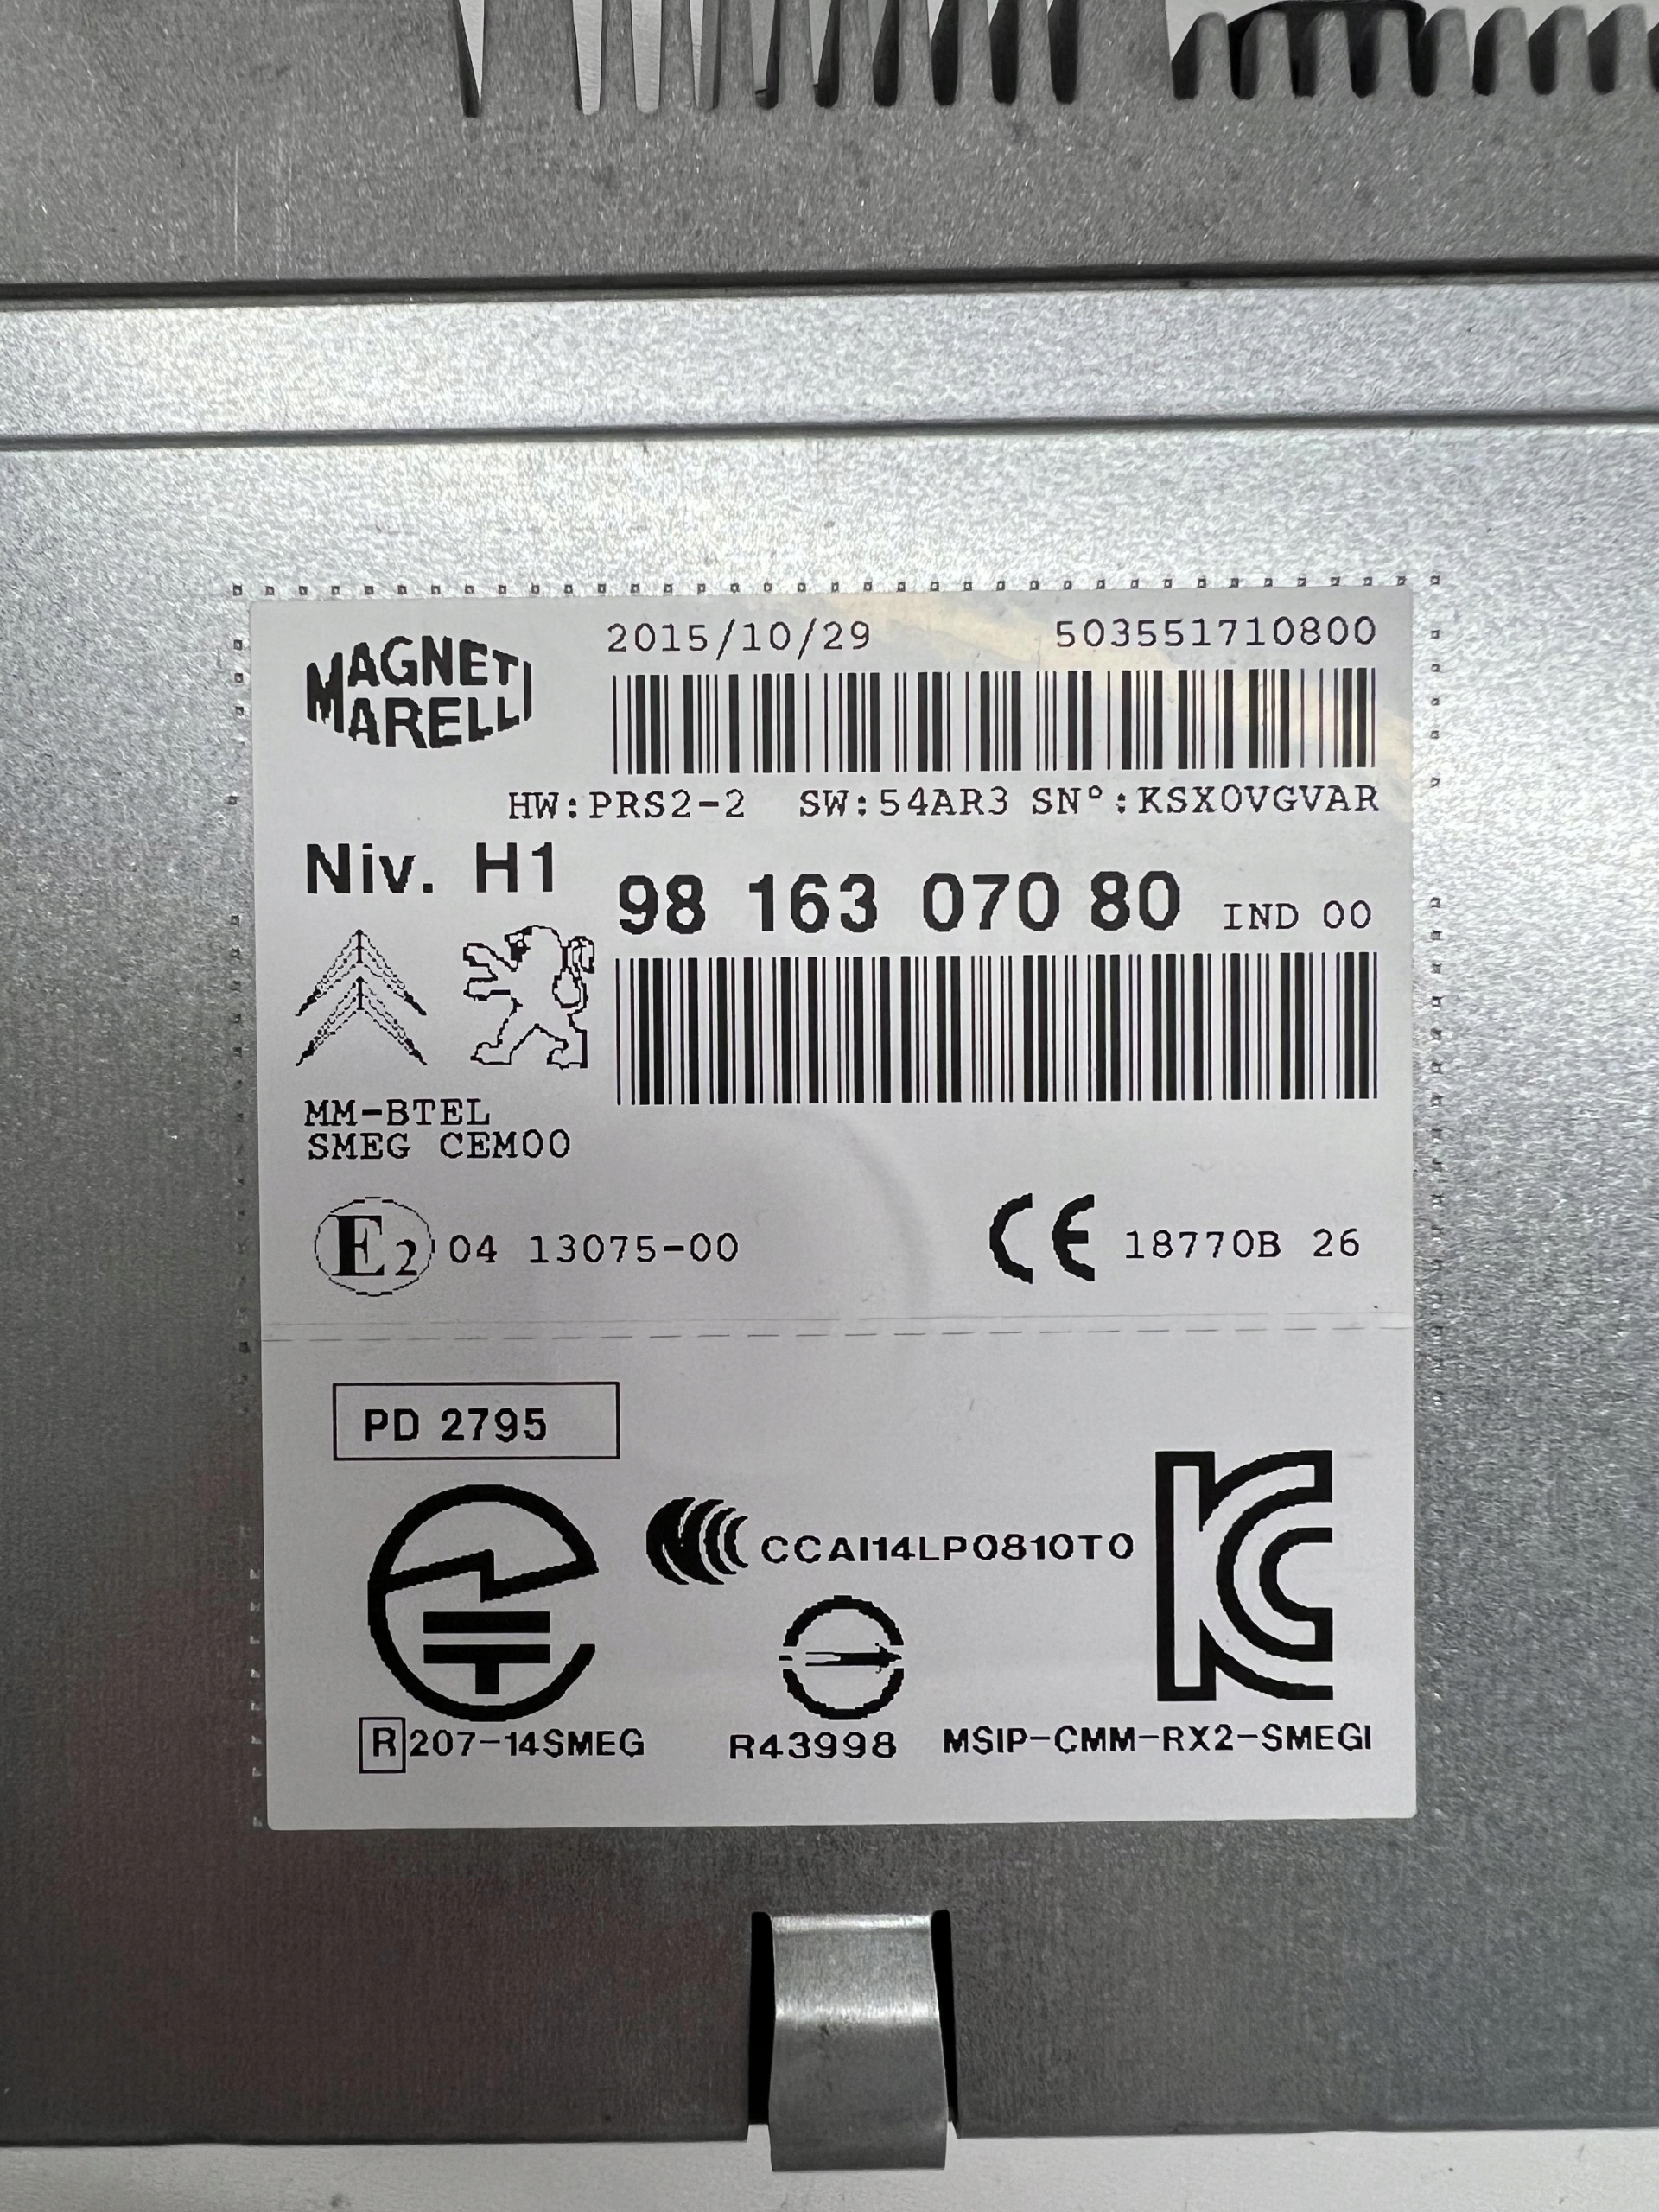 MAGNETI
MARELLI
2015/10/29 503551710800
HW:PRS2-2 SW:54AR3 SN°:KSX0VGVAR
Niv. H1
98 163 070 80 IND 00
MM-BTEL
SMEG CEM00
E2 04 13075-00
CE 18770B 26
PD 2795
CCAI14LP0810T0
R 207-14SMEG
R43998
KC
MSIP-CMM-RX2-SMEGI